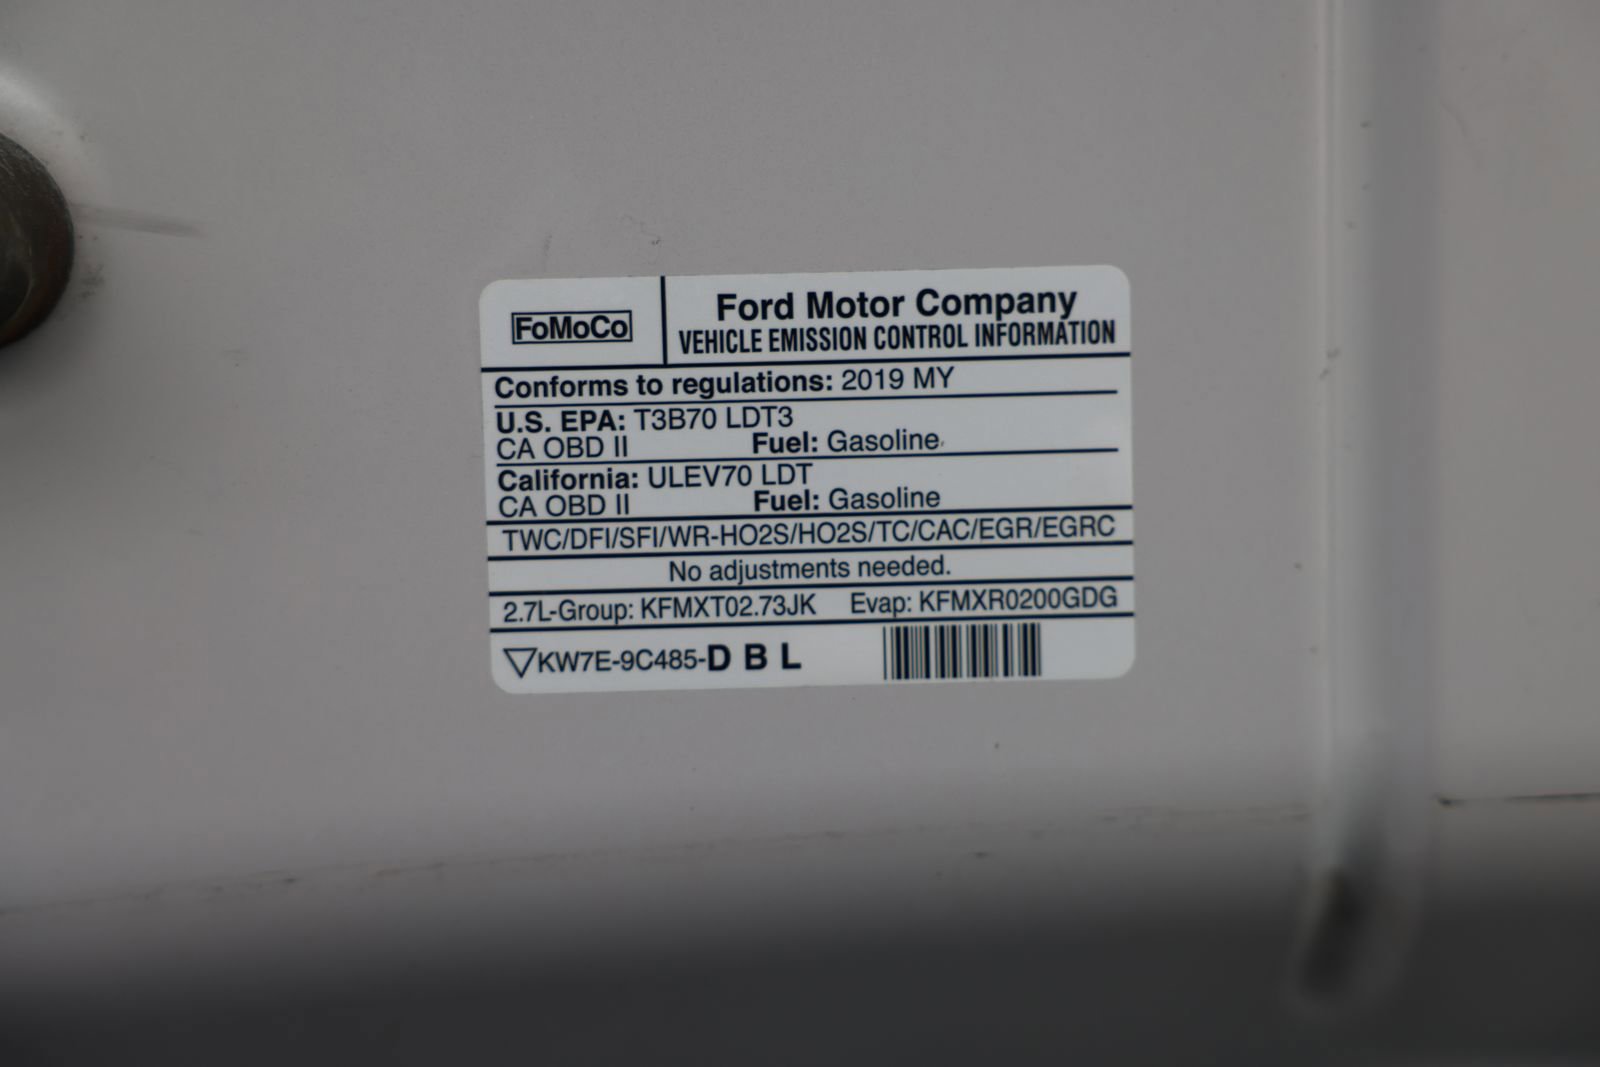 FoMoCo
Ford Motor Company
VEHICLE EMISSION CONTROL INFORMATION
Conforms to regulations: 2019 MY
U.S. EPA: T3B70 LDT3
CA OBD II Fuel: Gasoline
California: ULEV70 LDT
CA OBD II Fuel: Gasoline
TWC/DFI/SFI/WR-HO2S/HO2S/TC/CAC/EGR/EGRC
No adjustments needed.
2.7L-Group: KFMXT02.73JK Evap: KFMXR0200GDG
KW7E-9C485-D B L